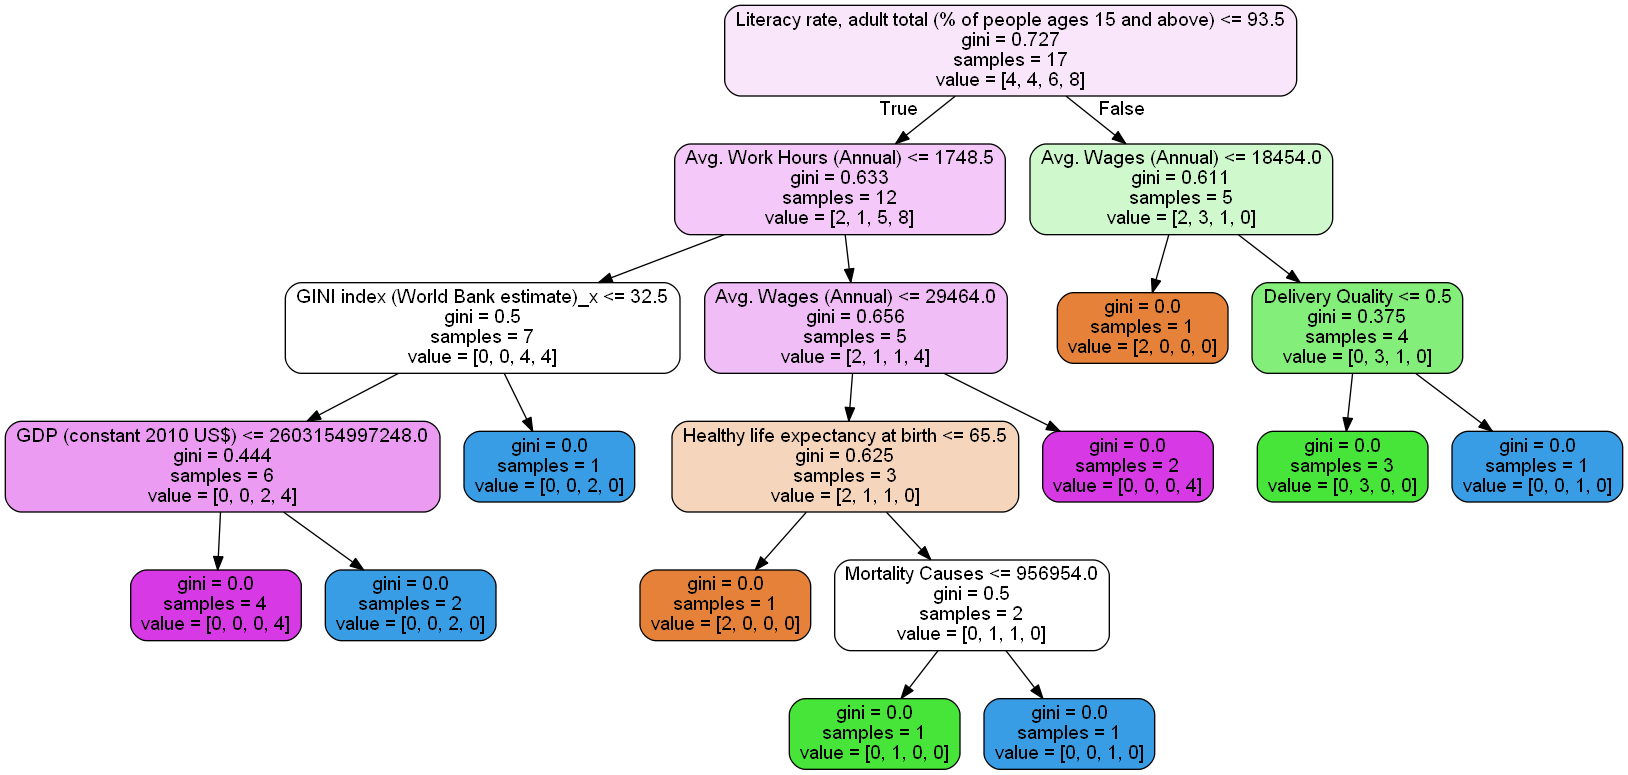 Literacy rate, adult total (% of people ages 15 and above) <= 93.5
gini = 0.727
samples = 17
value = [4, 4, 6, 8]
True
False
Avg. Work Hours (Annual) <= 1748.5
gini = 0.633
samples = 12
value = [2, 1, 5, 8]
Avg. Wages (Annual) <= 18454.0
gini = 0.611
samples = 5
value = [2, 3, 1, 0]
GINI index (World Bank estimate)_x <= 32.5
gini = 0.5
samples = 7
value = [0, 0, 4, 4]
Avg. Wages (Annual) <= 29464.0
gini = 0.656
samples = 5
value = [2, 1, 1, 4]
gini = 0.0
samples = 1
value = [2, 0, 0, 0]
Delivery Quality <= 0.5
gini = 0.375
samples = 4
value = [0, 3, 1, 0]
GDP (constant 2010 US$) <= 2603154997248.0
gini = 0.444
samples = 6
value = [0, 0, 2, 4]
gini = 0.0
samples = 1
value = [0, 0, 2, 0]
Healthy life expectancy at birth <= 65.5
gini = 0.625
samples = 3
value = [2, 1, 1, 0]
gini = 0.0
samples = 2
value = [0, 0, 0, 4]
gini = 0.0
samples = 3
value = [0, 3, 0, 0]
gini = 0.0
samples = 1
value = [0, 0, 1, 0]
gini = 0.0
samples = 4
value = [0, 0, 0, 4]
gini = 0.0
samples = 2
value = [0, 0, 2, 0]
gini = 0.0
samples = 1
value = [2, 0, 0, 0]
Mortality Causes <= 956954.0
gini = 0.5
samples = 2
value = [0, 1, 1, 0]
gini = 0.0
samples = 1
value = [0, 1, 0, 0]
gini = 0.0
samples = 1
value = [0, 0, 1, 0]